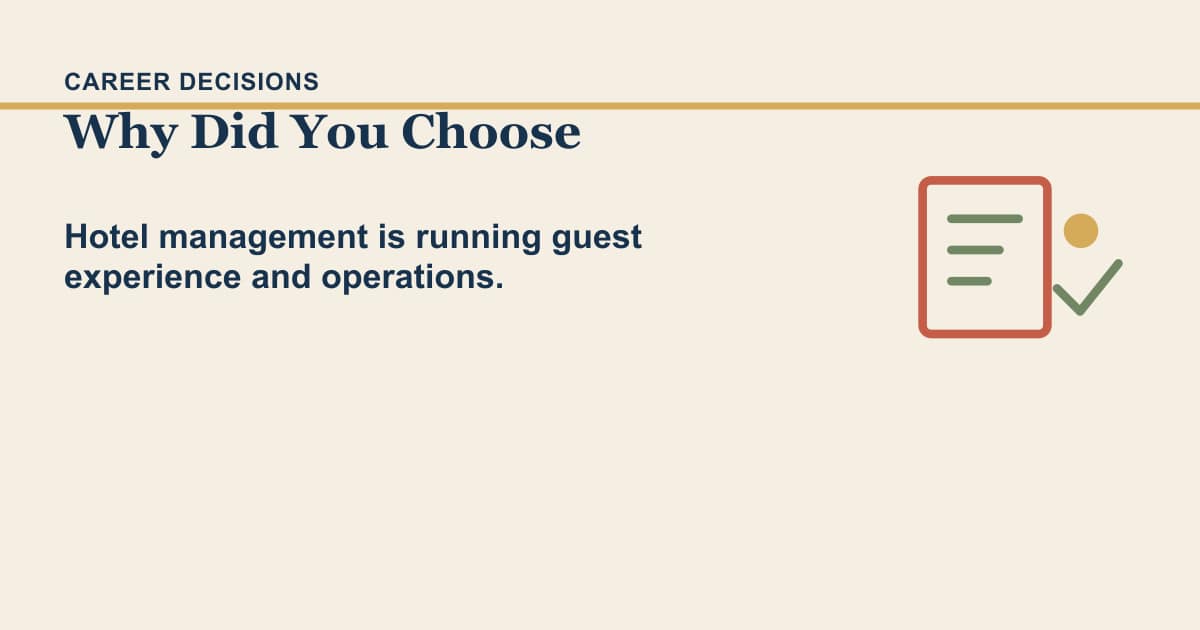 CAREER DECISIONS
Why Did You Choose
Hotel management is running guest
experience and operations.